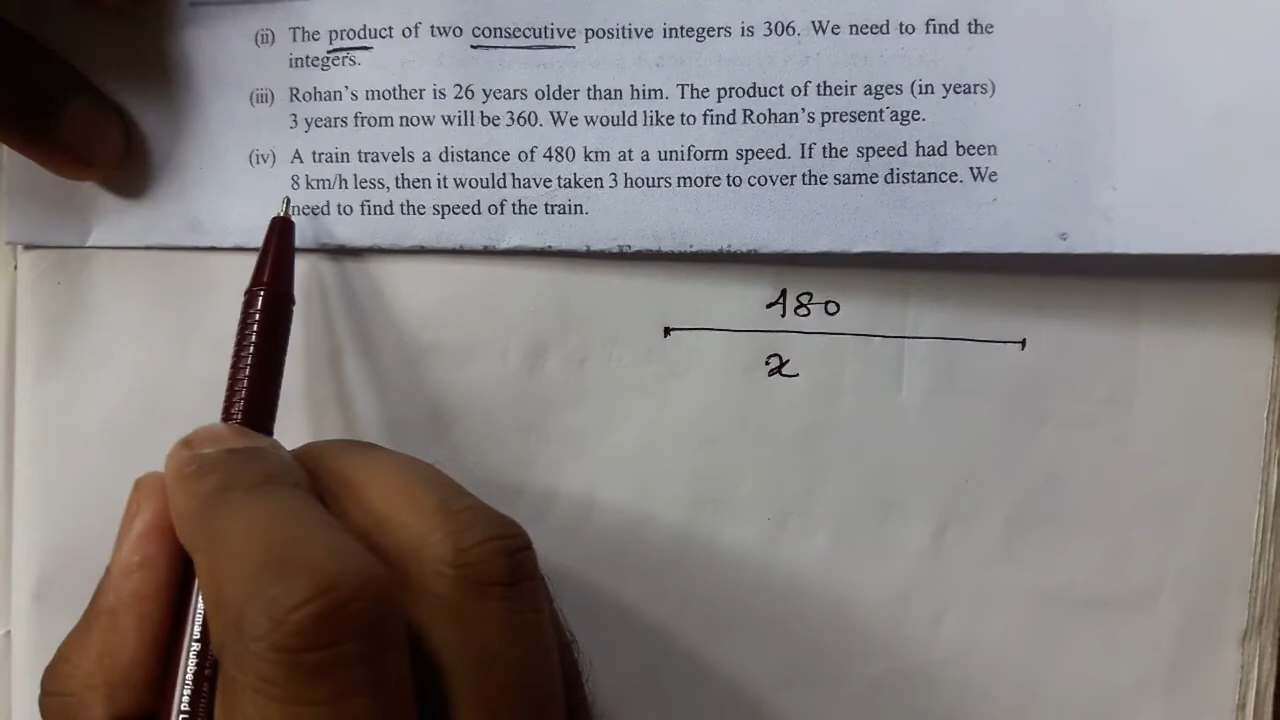 (ii) The product of two consecutive positive integers is 306. We need to find the
integers.
(iii) Rohan's mother is 26 years older than him. The product of their ages (in years)
3 years from now will be 360. We would like to find Rohan's present age.
(iv) A train travels a distance of 480 km at a uniform speed. If the speed had been
8 km/h less, then it would have taken 3 hours more to cover the same distance. We
need to find the speed of the train.
480
x